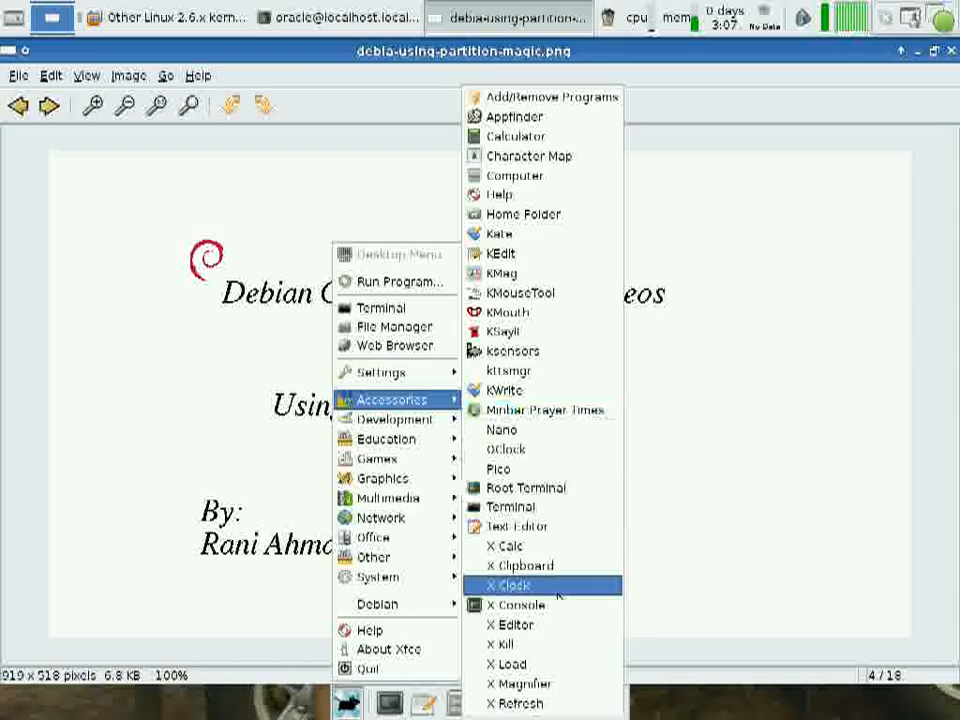 Other Linux 2.6.x kern...
oracle@localhost.local...
debia-using-partition-...
cpu
mem
0 days
3:07
No Data
debia-using-partition-magic.png
File Edit View Image Go Help
Debian
eos
Using
By:
Rani Ahm
Desktop Menu
Run Program...
Terminal
File Manager
Web Browser
Settings
Accessories
Development
Education
Games
Graphics
Multimedia
Network
Office
Other
System
Debian
Help
About Xfce
Quit
Add/Remove Programs
Appfinder
Calculator
Character Map
Computer
Help
Home Folder
Kate
KEdit
KMag
KMouseTool
KMouth
KSayIt
ksensors
kttsmgr
KWrite
Minbar Prayer Times
Nano
OClock
Pico
Root Terminal
Terminal
Text Editor
X Calc
X Clipboard
X Clock
X Console
X Editor
X Kill
X Load
X Magnifier
X Refresh
919 x 518 pixels 6.8 KB 100%
4 / 18